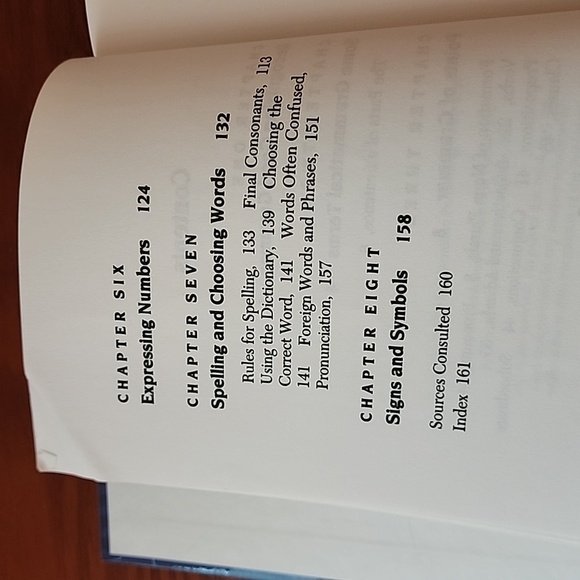 CHAPTER SIX
Expressing Numbers 124
CHAPTER SEVEN
Spelling and Choosing Words 132
Rules for Spelling, 133 Final Consonants, 113
Using the Dictionary, 139 Choosing the
Correct Word, 141 Words Often Confused,
141 Foreign Words and Phrases, 151
Pronunciation, 157
CHAPTER EIGHT
Signs and Symbols 158
Sources Consulted 160
Index 161